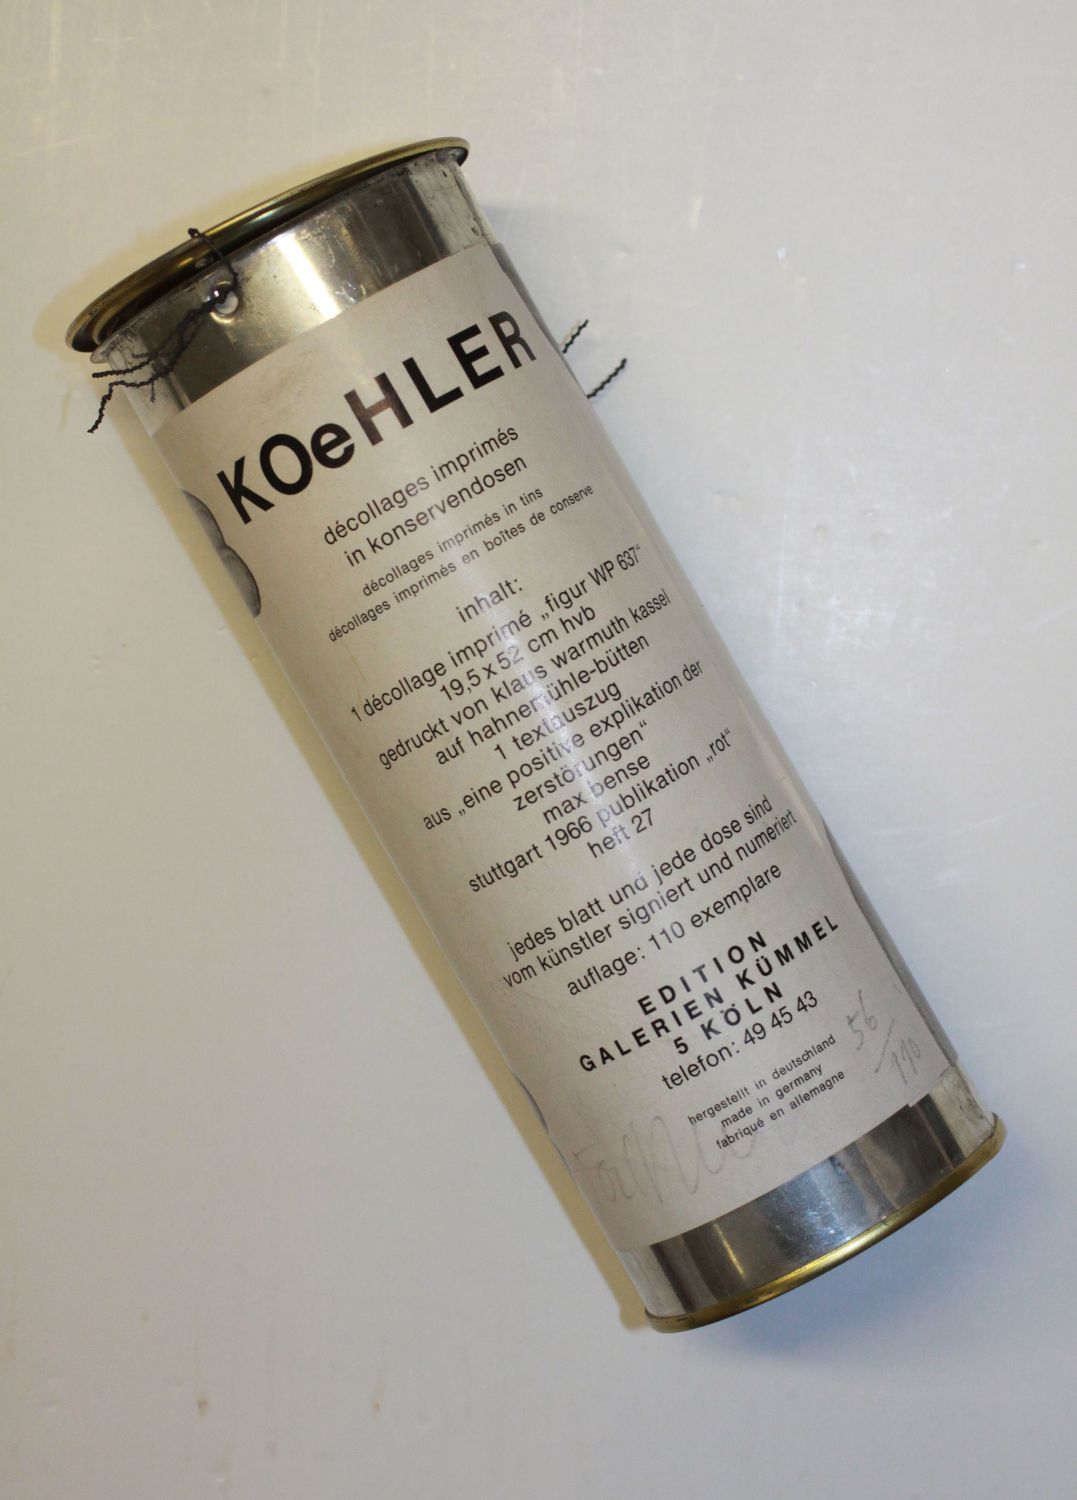 KOeHLER
décollages imprimés
in konservendosen
décollages imprimés in tins
décollages imprimés en boîtes de conserve
inhalt:
1 décollage imprimé „figur WP 637“
19,5 x 52 cm hvb
gedruckt von klaus warmuth kassel
auf hahnemühle-bütten
1 textauszug
aus „eine positive explikation der
zerstörungen“
max bense
stuttgart 1966 publikation „rot“
heft 27
jedes blatt und jede dose sind
vom künstler signiert und numeriert
auflage: 110 exemplare
EDITION
GALERIEN KÜMMEL
5 KÖLN
telefon: 49 45 43
hergestellt in deutschland
made in germany
fabriqué en allemagne
56/110